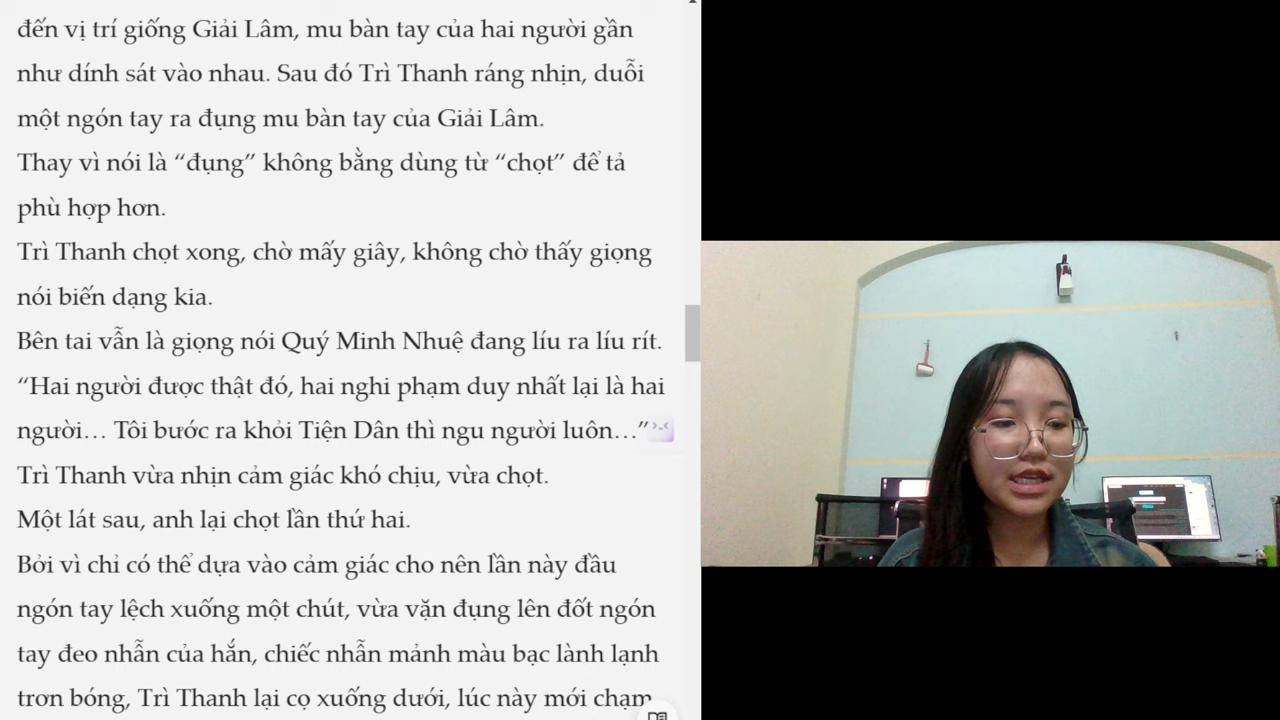 đến vị trí giống Giải Lâm, mu bàn tay của hai người gần
như dính sát vào nhau. Sau đó Trì Thanh ráng nhịn, duỗi
một ngón tay ra đụng mu bàn tay của Giải Lâm.
Thay vì nói là “đụng” không bằng dùng từ “chọt” để tả
phù hợp hơn.
Trì Thanh chọt xong, chờ mấy giây, không chờ thấy giọng
nói biến dạng kia.
Bên tai vẫn là giọng nói Quý Minh Nhuệ đang líu ra líu rít.
“Hai người được thật đó, hai nghi phạm duy nhất lại là hai
người… Tôi bước ra khỏi Tiện Dân thì ngu người luôn…”
Trì Thanh vừa nhịn cảm giác khó chịu, vừa chọt.
Một lát sau, anh lại chọt lần thứ hai.
Bởi vì chỉ có thể dựa vào cảm giác cho nên lần này đầu
ngón tay lệch xuống một chút, vừa vặn đụng lên đốt ngón
tay đeo nhẫn của hắn, chiếc nhẫn mảnh màu bạc lành lạnh
trơn bóng, Trì Thanh lại cọ xuống dưới, lúc này mới chạm